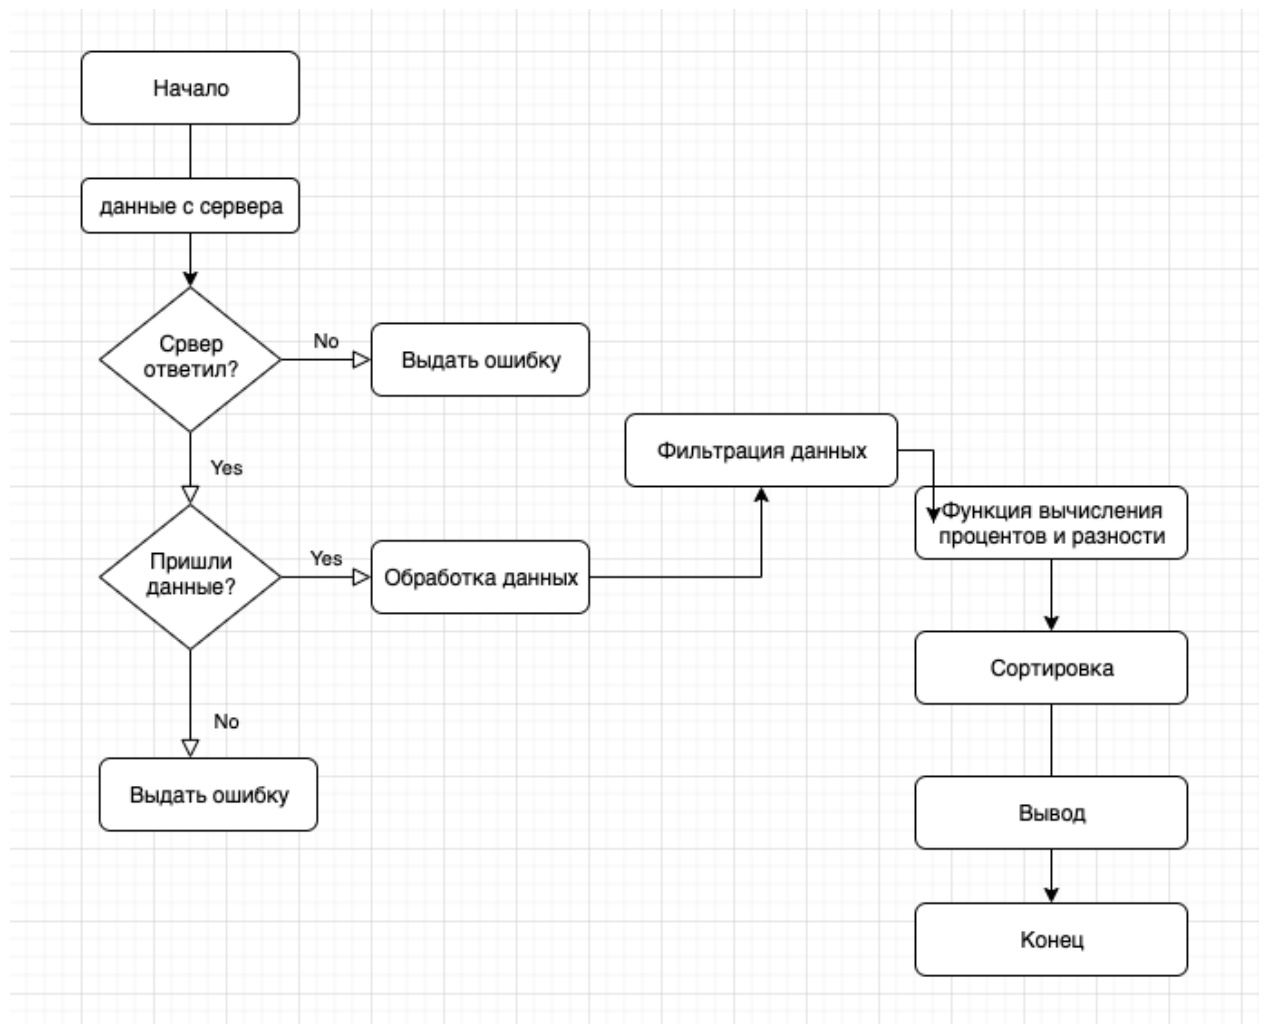 Начало
данные с сервера
Срвер
ответил?
No
Выдать ошибку
Yes
Фильтрация данных
Функция вычисления
процентов и разности
Пришли
данные?
Yes
Обработка данных
Сортировка
No
Выдать ошибку
Вывод
Конец